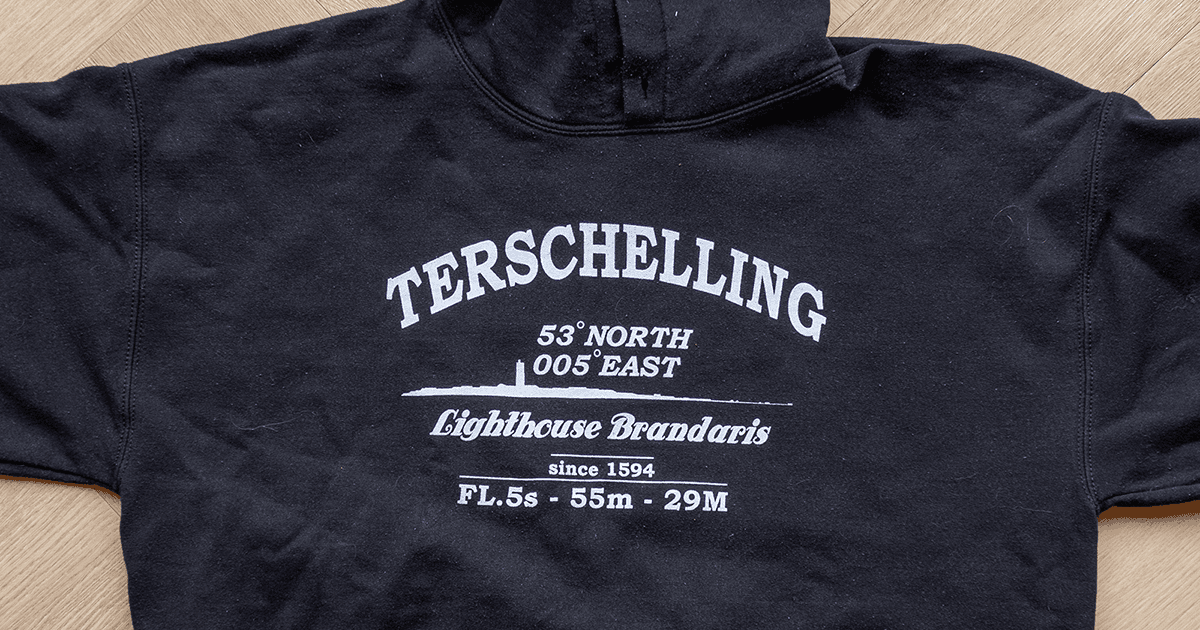 TERSCHELLING
53° NORTH
005° EAST
Lighthouse Brandaris
since 1594
FL.5s - 55m - 29M